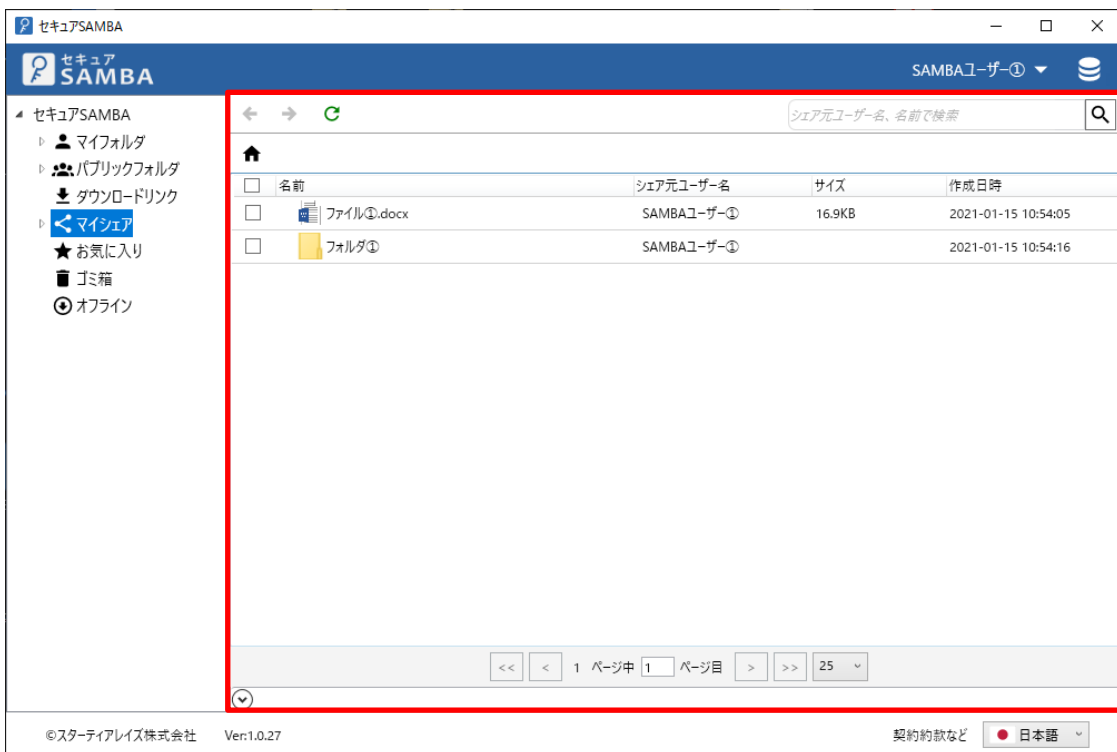 セキュアSAMBA
セキュア
SAMBA
SAMBAユーザー①
セキュアSAMBA
マイフォルダ
パブリックフォルダ
ダウンロードリンク
マイシェア
お気に入り
ゴミ箱
オフライン
シェア元ユーザー名、名前で検索
名前 シェア元ユーザー名 サイズ 作成日時
ファイル①.docx SAMBAユーザー① 16.9KB 2021-01-15 10:54:05
フォルダ① SAMBAユーザー① 2021-01-15 10:54:16
<< < 1 ページ中 1 ページ目 > >> 25
©スターティアレイズ株式会社 Ver:1.0.27 契約約款など 日本語